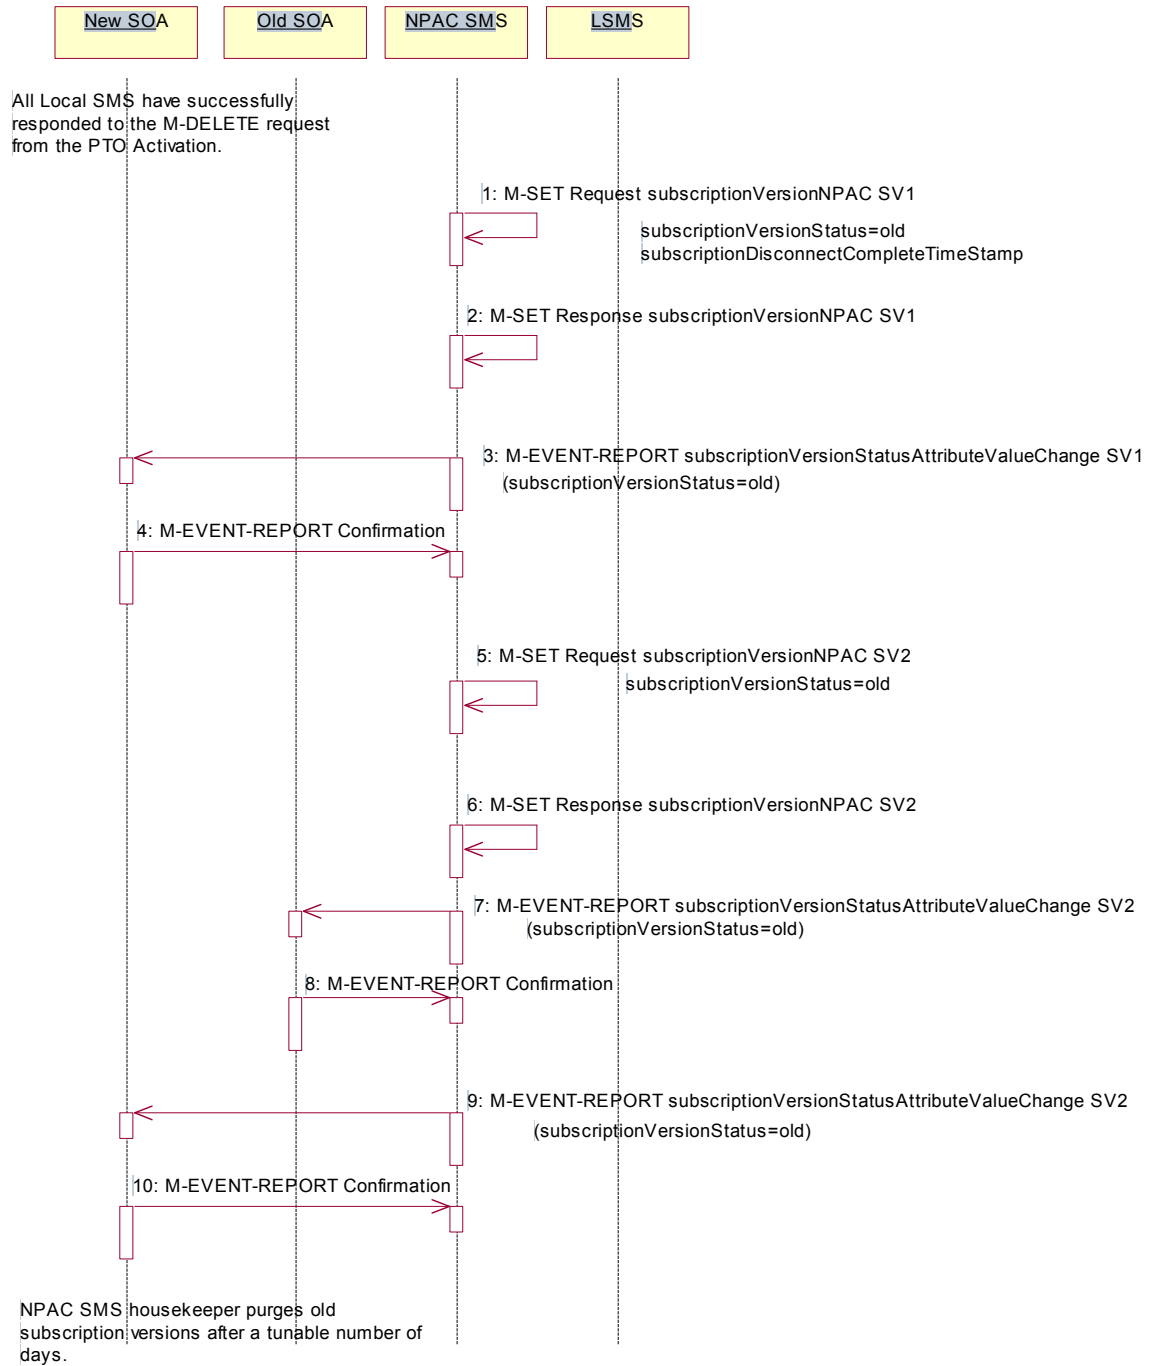 New SOA
Old SOA
NPAC SMS
LSMS
All Local SMS have successfully
responded to the M-DELETE request
from the PTO Activation.
1: M-SET Request subscriptionVersionNPAC SV1
subscriptionVersionStatus=old
subscriptionDisconnectCompleteTimeStamp
2: M-SET Response subscriptionVersionNPAC SV1
3: M-EVENT-REPORT subscriptionVersionStatusAttributeValueChange SV1
(subscriptionVersionStatus=old)
4: M-EVENT-REPORT Confirmation
5: M-SET Request subscriptionVersionNPAC SV2
subscriptionVersionStatus=old
6: M-SET Response subscriptionVersionNPAC SV2
7: M-EVENT-REPORT subscriptionVersionStatusAttributeValueChange SV2
(subscriptionVersionStatus=old)
8: M-EVENT-REPORT Confirmation
9: M-EVENT-REPORT subscriptionVersionStatusAttributeValueChange SV2
(subscriptionVersionStatus=old)
10: M-EVENT-REPORT Confirmation
NPAC SMS housekeeper purges old
subscription versions after a tunable number of
days.